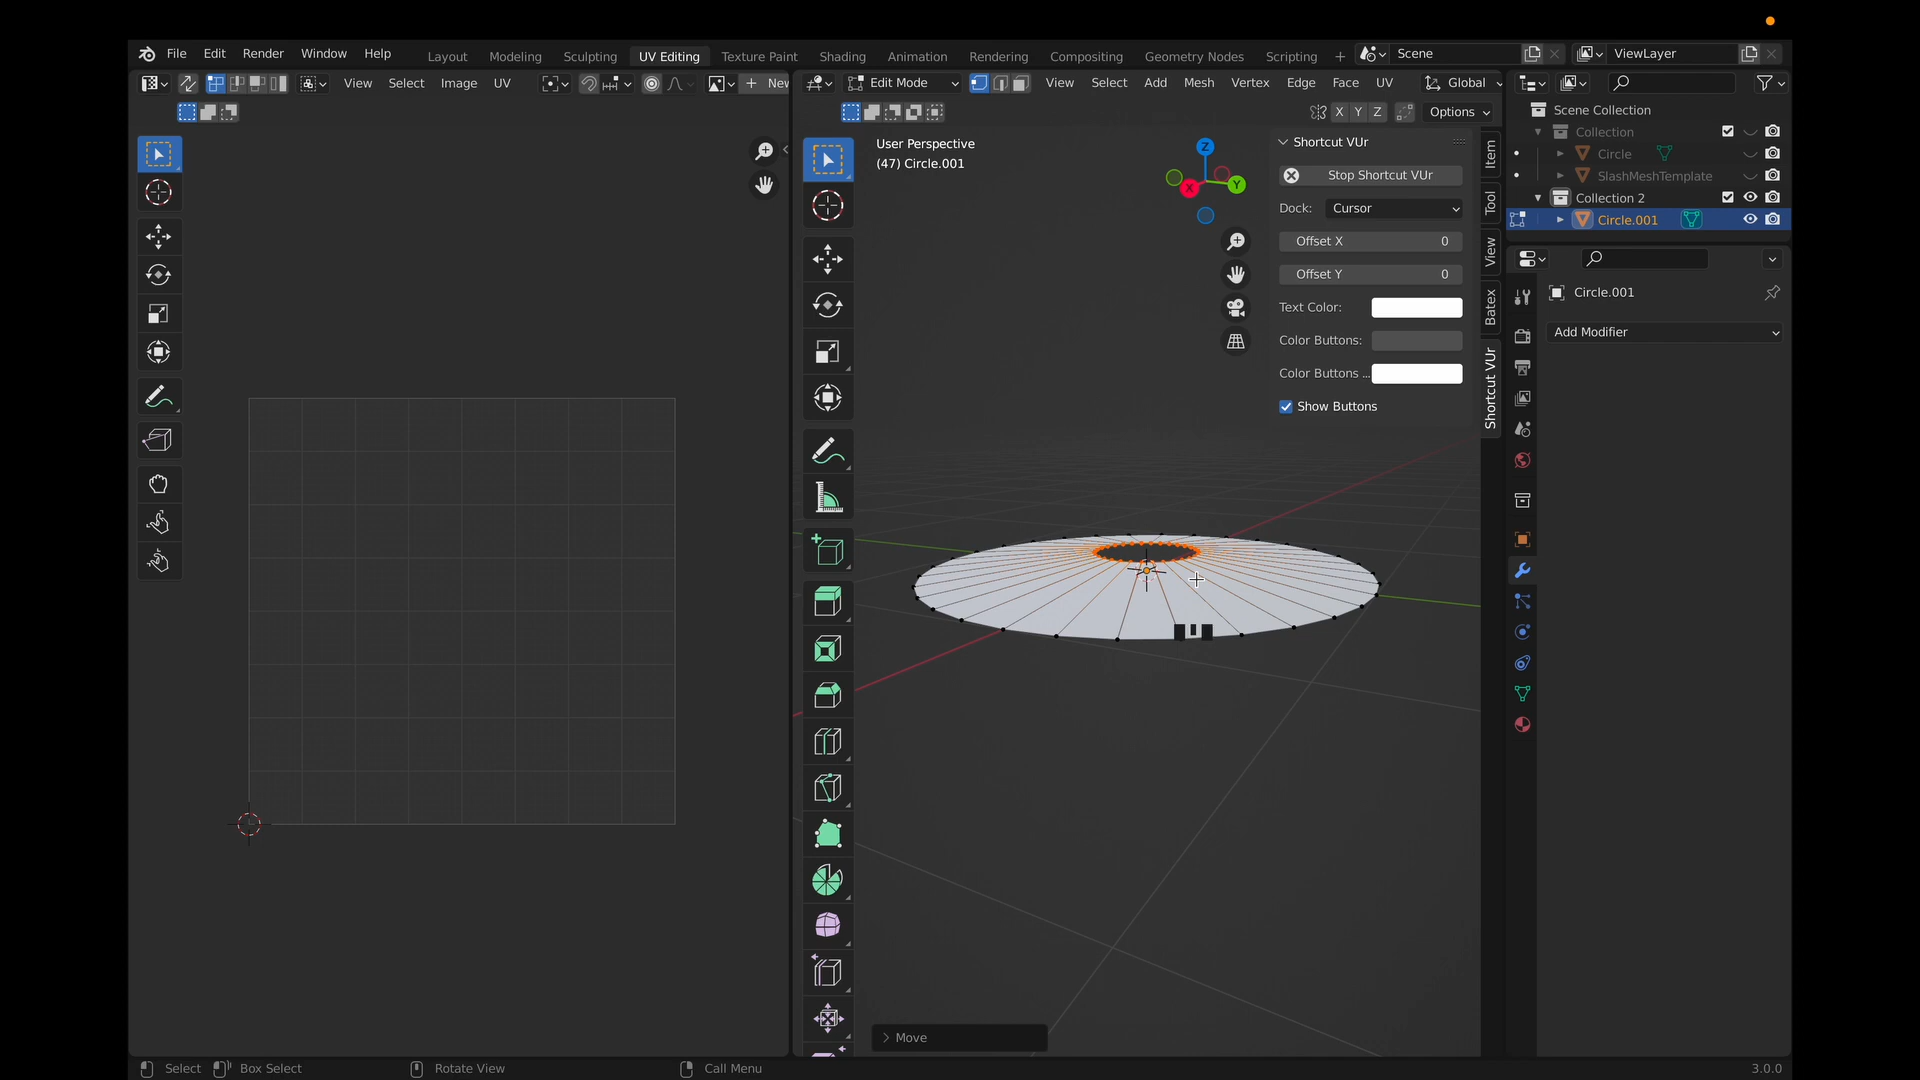 File Edit Render Window Help Layout Modeling Sculpting UV Editing Texture Paint Shading Animation Rendering Compositing Geometry Nodes Scripting + Scene ViewLayer
View Select Image UV + New Edit Mode View Select Add Mesh Vertex Edge Face UV Global
X Y Z Options
Scene Collection
Collection
Circle
SlashMeshTemplate
Collection 2
Circle.001
User Perspective
(47) Circle.001
Z
X
Y
Shortcut VUr
Stop Shortcut VUr
Dock: Cursor
Offset X 0
Offset Y 0
Text Color:
Color Buttons:
Color Buttons ...
Show Buttons
Item
Tool
View
Batex
Shortcut VUr
Circle.001
Add Modifier
Move
Select Box Select Rotate View Call Menu 3.0.0